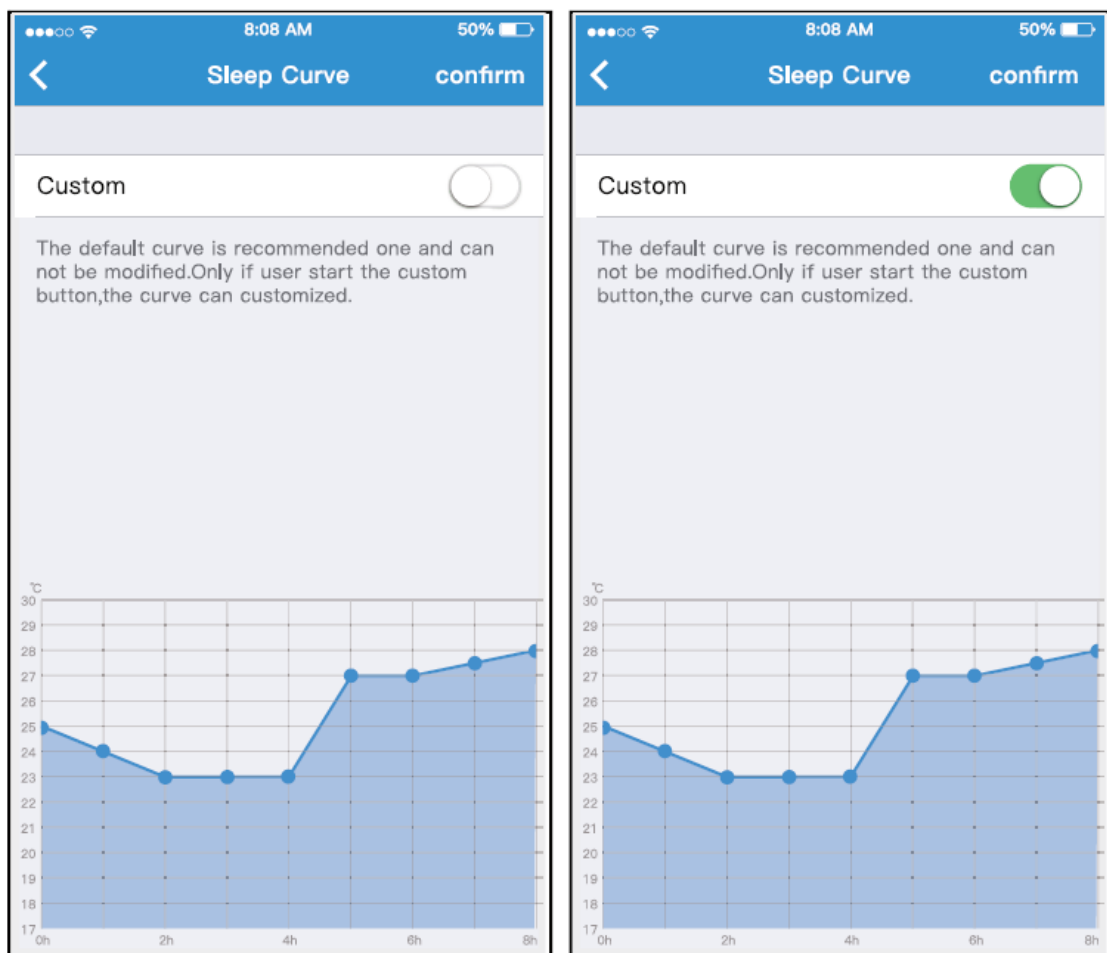 8:08 AM 50%
Sleep Curve confirm
Custom
The default curve is recommended one and can
not be modified.Only if user start the custom
button,the curve can customized.
℃
30
29
28
27
26
25
24
23
22
21
20
19
18
17
0h 2h 4h 6h 8h
8:08 AM 50%
Sleep Curve confirm
Custom
The default curve is recommended one and can
not be modified.Only if user start the custom
button,the curve can customized.
℃
30
29
28
27
26
25
24
23
22
21
20
19
18
17
0h 2h 4h 6h 8h